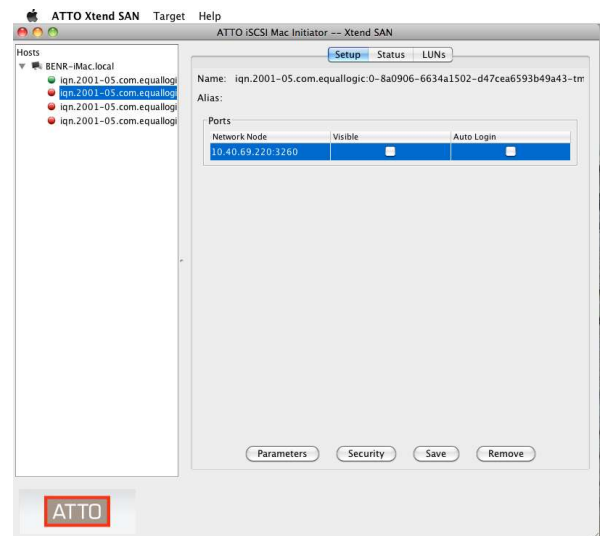 ATTO Xtend SAN Target Help
ATTO iSCSI Mac Initiator -- Xtend SAN
Hosts
BENR-iMac.local
iqn.2001-05.com.equallogi
iqn.2001-05.com.equallogi
iqn.2001-05.com.equallogi
iqn.2001-05.com.equallogi
Setup Status LUNs
Name: iqn.2001-05.com.equallogic:0-8a0906-6634a1502-d47cea6593b49a43-tm
Alias:
Ports
Network Node Visible Auto Login
10.40.69.220:3260
Parameters Security Save Remove
ATTO